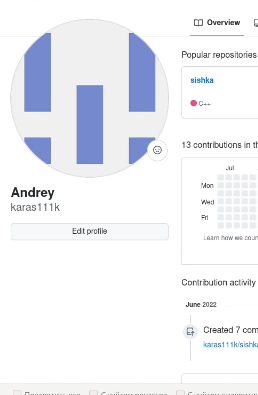 Overview
Popular repositories
sishka
C++
13 contributions in th
Jul
Mon
Wed
Fri
Learn how we coun
Andrey
karas111k
Edit profile
Contribution activity
June 2022
Created 7 com
karas111k/sishka